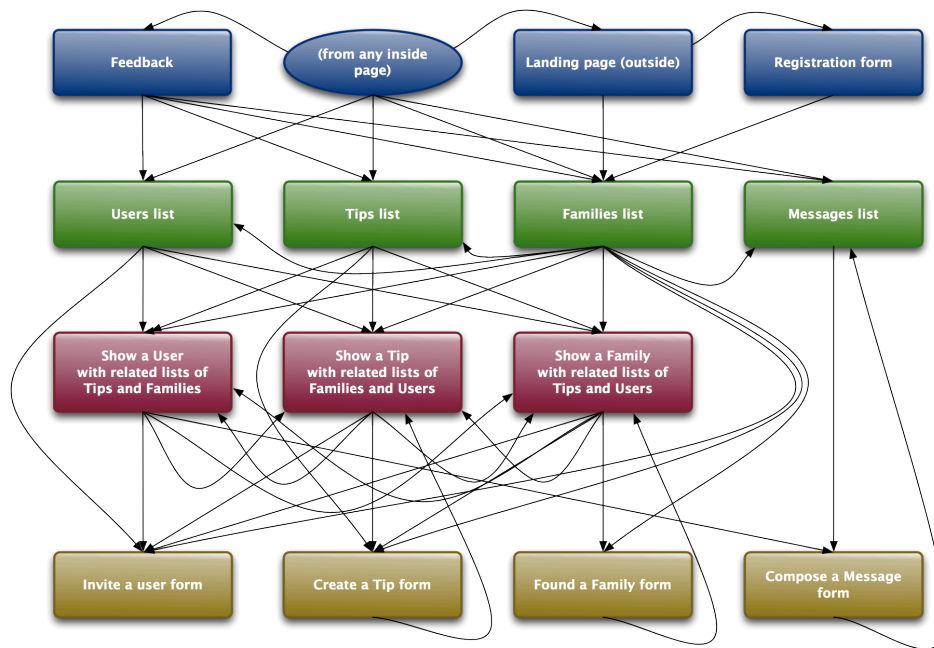 Feedback
(from any inside
page)
Landing page (outside)
Registration form
Users list
Tips list
Families list
Messages list
Show a User
with related lists of
Tips and Families
Show a Tip
with related lists of
Families and Users
Show a Family
with related lists of
Tips and Users
Invite a user form
Create a Tip form
Found a Family form
Compose a Message
form